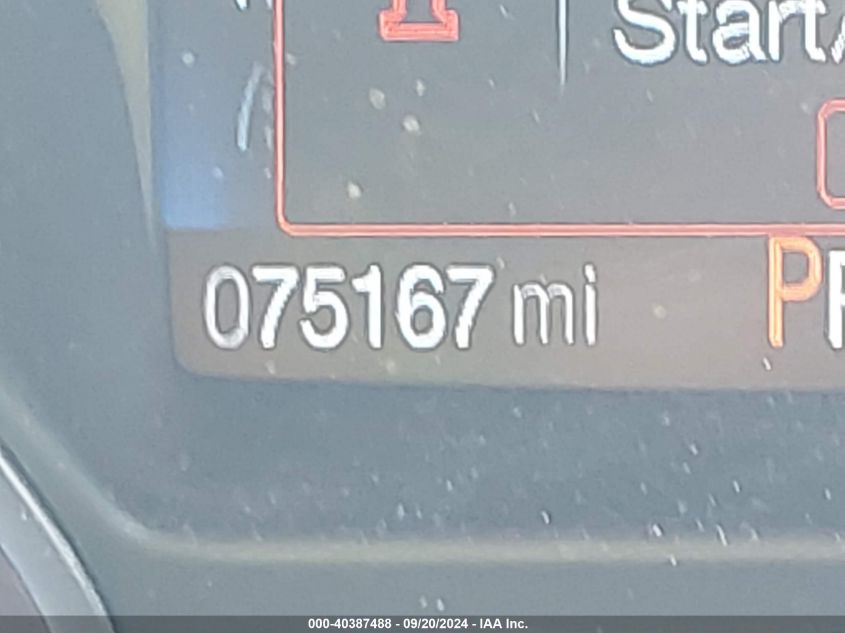 Start/
075167 mi P
000-40387488 - 09/20/2024 - IAA Inc.